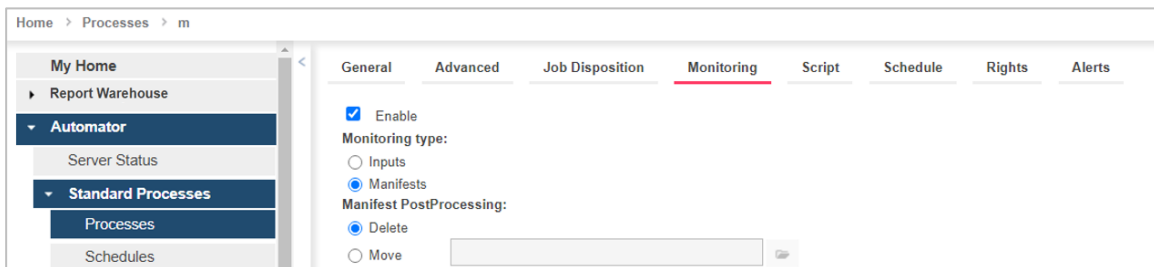 Home > Processes > m
My Home
Report Warehouse
Automator
Server Status
Standard Processes
Processes
Schedules
General Advanced Job Disposition Monitoring Script Schedule Rights Alerts
Enable
Monitoring type:
Inputs
Manifests
Manifest PostProcessing:
Delete
Move